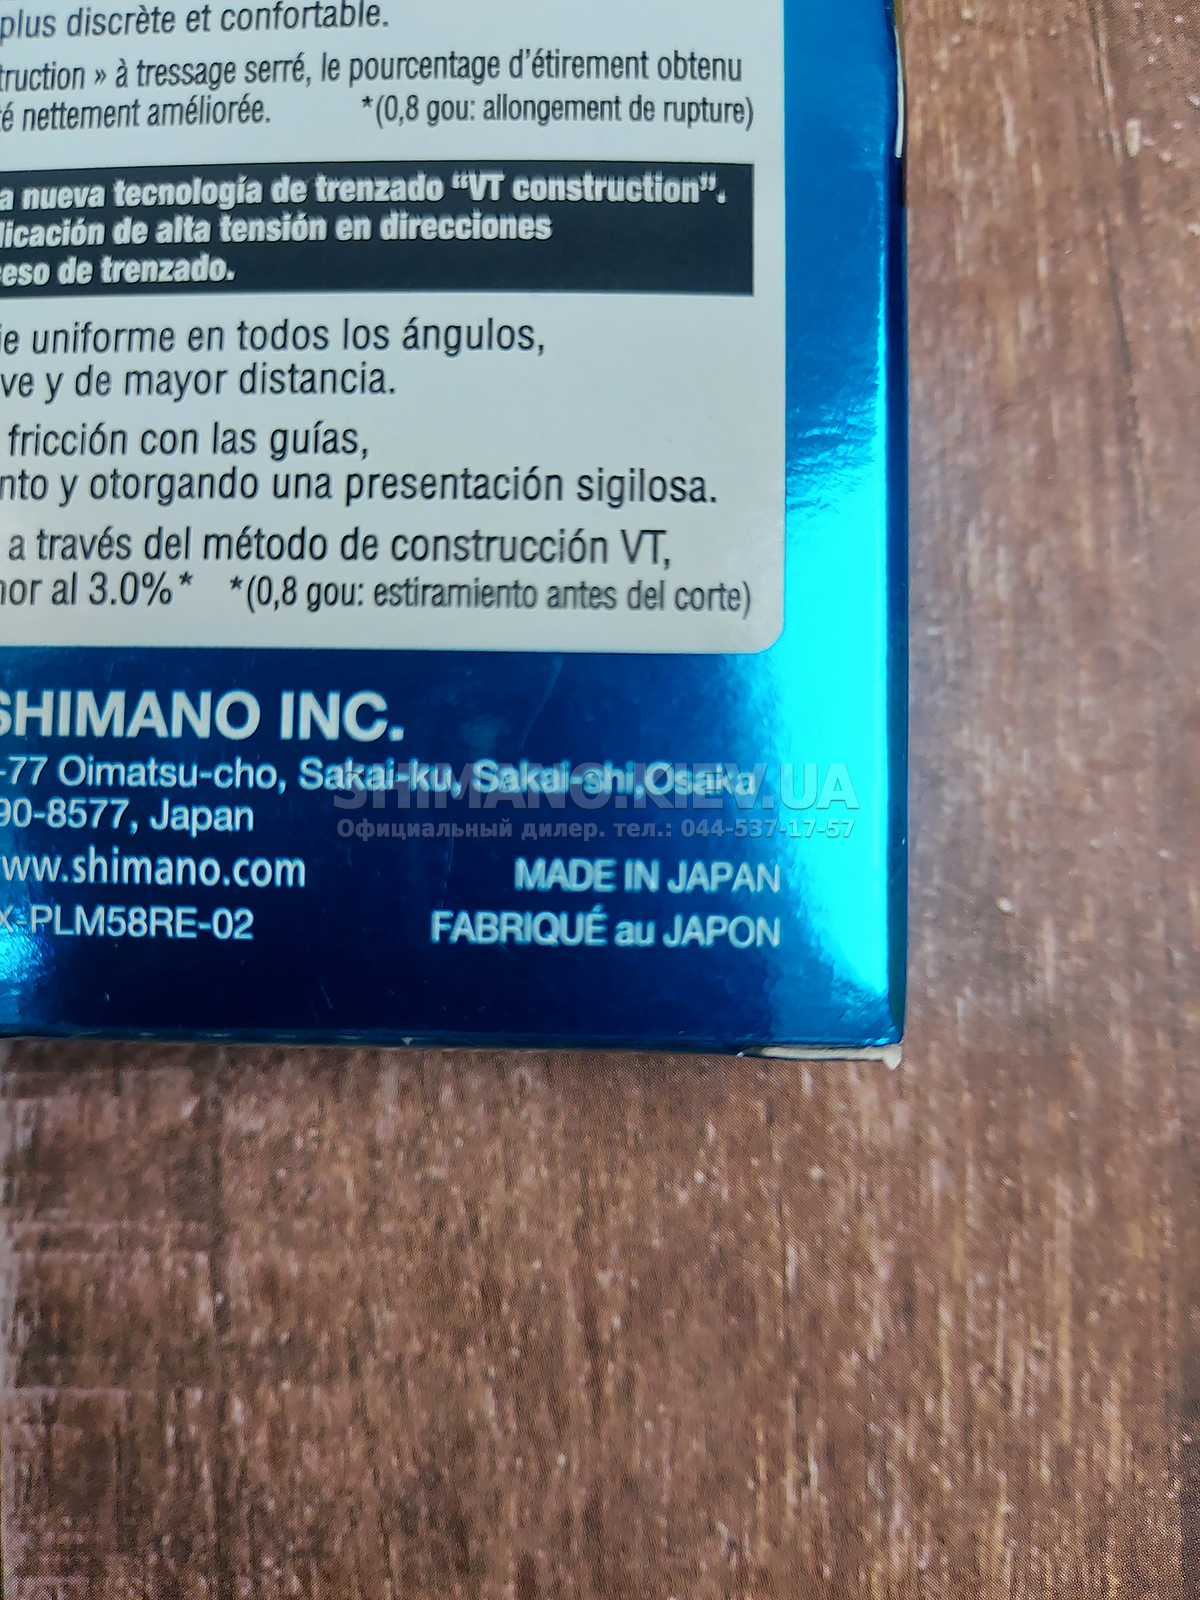 plus discrète et confortable.
truction » à tressage serré, le pourcentage d'étirement obtenu
té nettement améliorée. *(0,8 gou: allongement de rupture)
a nueva tecnología de trenzado “VT construction”.
licación de alta tensión en direcciones
eso de trenzado.
ie uniforme en todos los ángulos,
ve y de mayor distancia.
fricción con las guías,
nto y otorgando una presentación sigilosa.
a través del método de construcción VT,
nor al 3.0%* *(0,8 gou: estiramiento antes del corte)
SHIMANO INC.
-77 Oimatsu-cho, Sakai-ku, Sakai-shi,Osaka
90-8577, Japan
www.shimano.com
X-PLM58RE-02
MADE IN JAPAN
FABRIQUÉ au JAPON
SHIMANO.KIEV.UA
Официальный дилер. тел.: 044-537-17-57